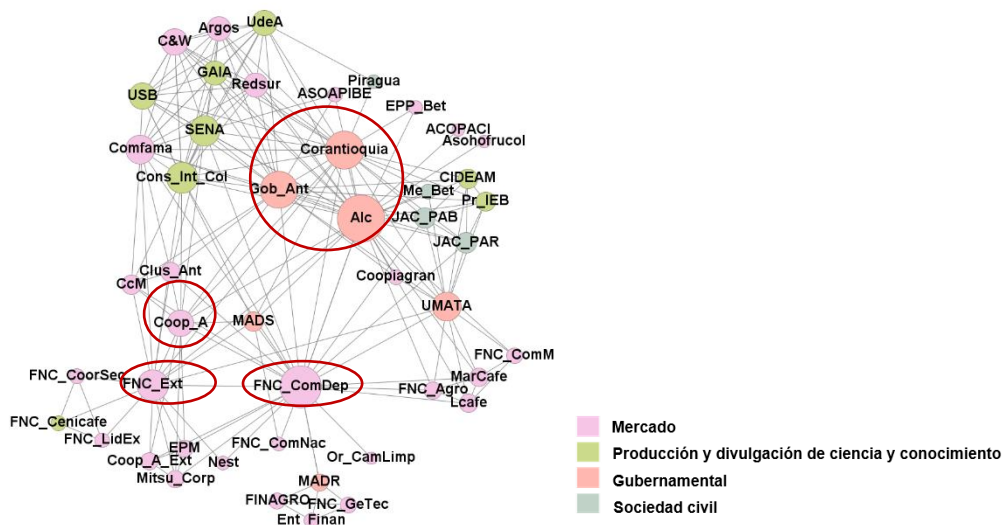 UdeA
Argos
C&W
GAIA
Redsur
Piragua
ASOAPIBE
USB
EPP_Bet
SENA
ACOPACI
Asohofrucol
Comfama
Corantioquia
Cons_Int_Col
CIDEAM
Gob_Ant
Me_Bet
Pr_IEB
Alc
JAC_PAB
JAC_PAR
Clus_Ant
Coopiagran
CcM
UMATA
Coop_A
MADS
FNC_ComM
FNC_CoorSec
FNC_Ext
FNC_ComDep
MarCafe
FNC_Agro
Lcafe
FNC_Cenicafe
FNC_LidEx
EPM
FNC_ComNac
Coop_A_Ext
Nest
Or_CamLimp
Mitsu_Corp
MADR
FINAGRO
FNC_GeTec
Ent_Finan
Mercado
Producción y divulgación de ciencia y conocimiento
Gubernamental
Sociedad civil